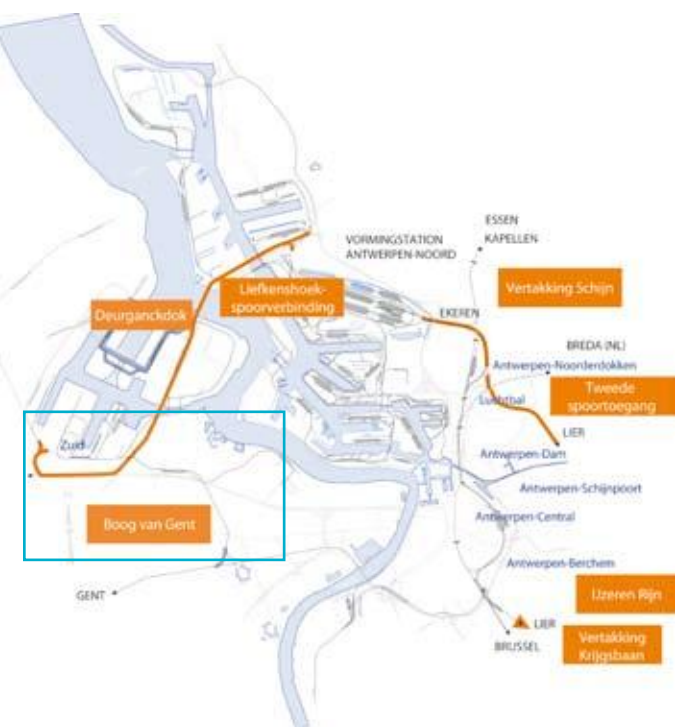 ESSEN
KAPELLEN
VORMINGSTATION
ANTWERPEN-NOORD
Vertakking Schijn
Liefkenshoek-
spoorverbinding
Deurganckdok
EKEREN
BREDA (NL)
Antwerpen-Noorderdokken
Tweede
spoortoegang
Luchtbal
LIER
Zuid
Antwerpen-Dam
Antwerpen-Schijnpoort
Antwerpen-Central
Boog van Gent
Antwerpen-Berchem
GENT
IJzeren Rijn
LIER
BRUSSEL
Vertakking
Krijgsbaan